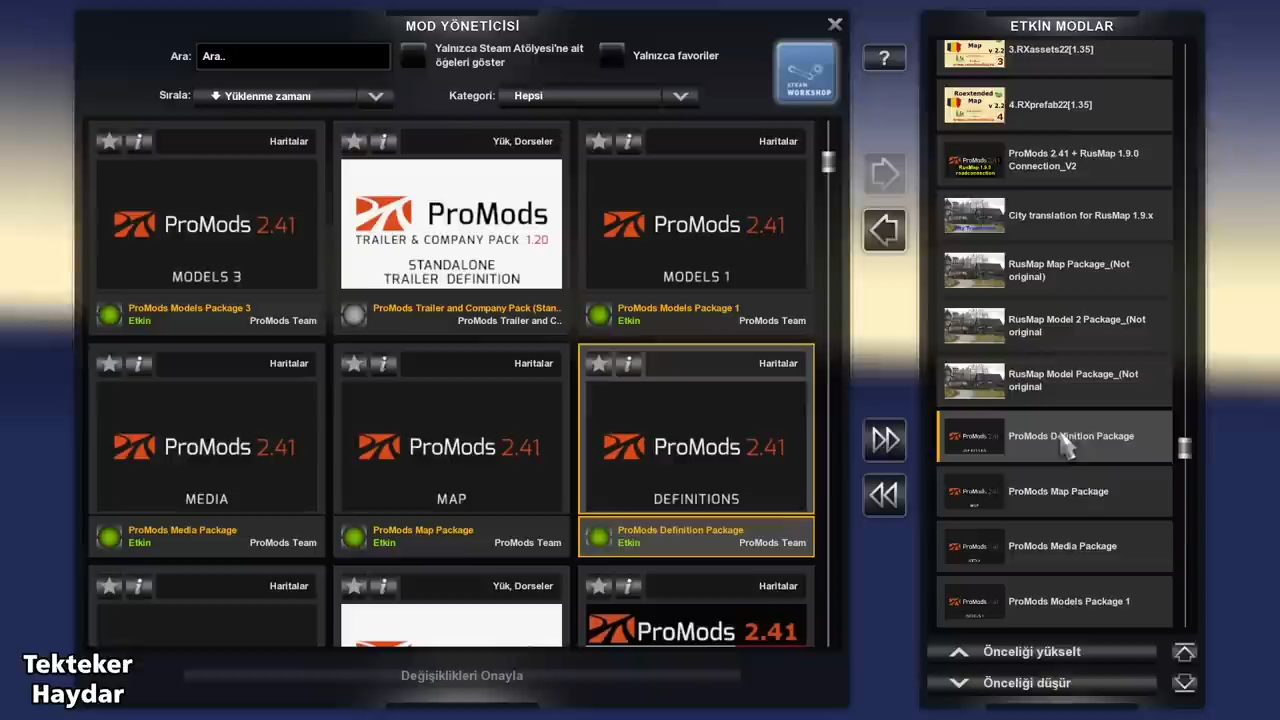 MOD YÖNETİCİSİ
Ara:
Ara..
Yalnızca Steam Atölyesi'ne ait
öğeleri göster
Yalnızca favoriler
STEAM
WORKSHOP
Sırala:
Yüklenme zamanı
Kategori:
Hepsi
Haritalar
ProMods 2.41
MODELS 3
ProMods Models Package 3
Etkin
ProMods Team
Yük, Dorseler
ProMods
TRAILER & COMPANY PACK 1.20
STANDALONE
TRAILER DEFINITION
ProMods Trailer and Company Pack (Stan..
ProMods Trailer and C..
Haritalar
ProMods 2.41
MODELS 1
ProMods Models Package 1
Etkin
ProMods Team
Haritalar
ProMods 2.41
MEDIA
ProMods Media Package
Etkin
ProMods Team
Haritalar
ProMods 2.41
MAP
ProMods Map Package
Etkin
ProMods Team
Haritalar
ProMods 2.41
DEFINITIONS
ProMods Definition Package
Etkin
ProMods Team
Haritalar
Yük, Dorseler
Haritalar
ProMods 2.41
Değişiklikleri Onayla
?
ETKİN MODLAR
3.RXassets22[1.35]
4.RXprefab22[1.35]
ProMods 2.41 + RusMap 1.9.0
Connection_V2
City translation for RusMap 1.9.x
RusMap Map Package_(Not
original)
RusMap Model 2 Package_(Not
original
RusMap Model Package_(Not
original
ProMods Definition Package
ProMods Map Package
ProMods Media Package
ProMods Models Package 1
Önceliği yükselt
Önceliği düşür
Tekteker
Haydar